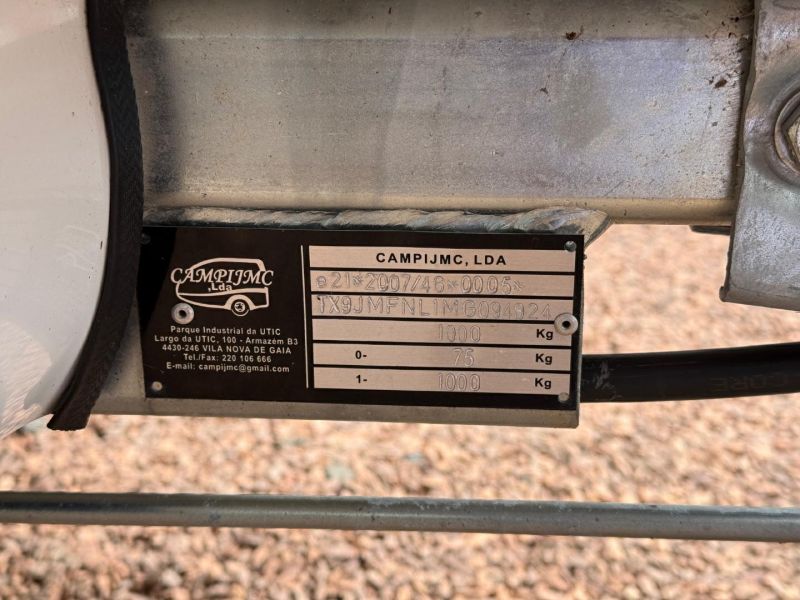 CAMPIJMC
,Lda
Parque Industrial da UTIC
Largo da UTIC, 100 - Armazém B3
4430-246 VILA NOVA DE GAIA
Tel./Fax: 220 106 666
E-mail: campijmc@gmail.com
CAMPIJMC, LDA
e21*2007/46*0005*
TX9JMFNL1MG094024
1000 Kg
0- 75 Kg
1- 1000 Kg
CORE